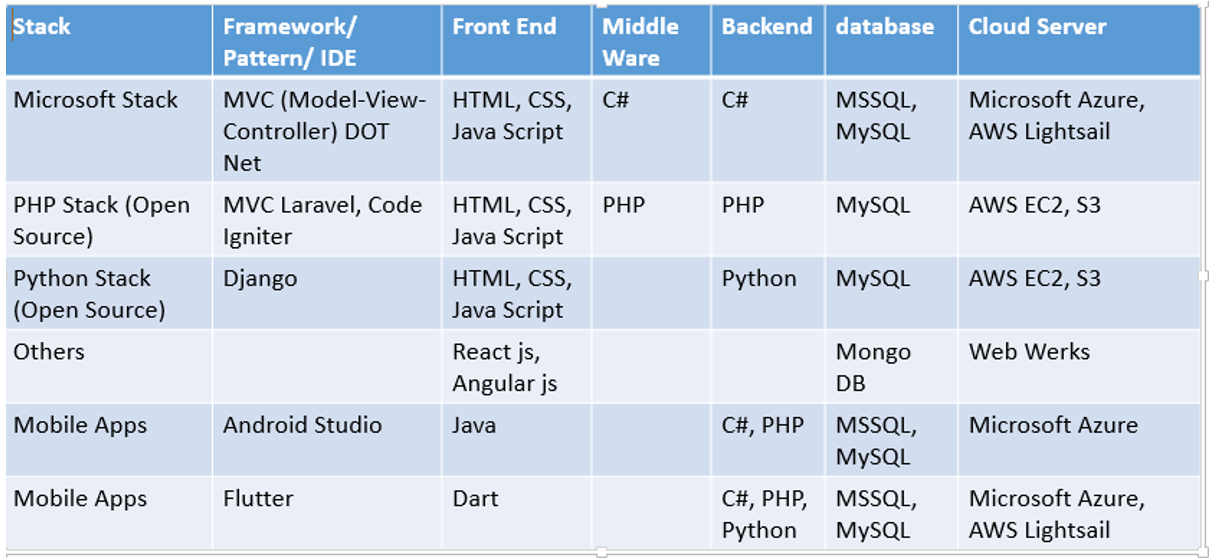 Stack
Framework/
Pattern/ IDE
Front End
Middle
Ware
Backend
database
Cloud Server
Microsoft Stack
MVC (Model-View-
Controller) DOT
Net
HTML, CSS,
Java Script
C#
C#
MSSQL,
MySQL
Microsoft Azure,
AWS Lightsail
PHP Stack (Open
Source)
MVC Laravel, Code
Igniter
HTML, CSS,
Java Script
PHP
PHP
MySQL
AWS EC2, S3
Python Stack
(Open Source)
Django
HTML, CSS,
Java Script
Python
MySQL
AWS EC2, S3
Others
React js,
Angular js
Mongo
DB
Web Werks
Mobile Apps
Android Studio
Java
C#, PHP
MSSQL,
MySQL
Microsoft Azure
Mobile Apps
Flutter
Dart
C#, PHP,
Python
MSSQL,
MySQL
Microsoft Azure,
AWS Lightsail